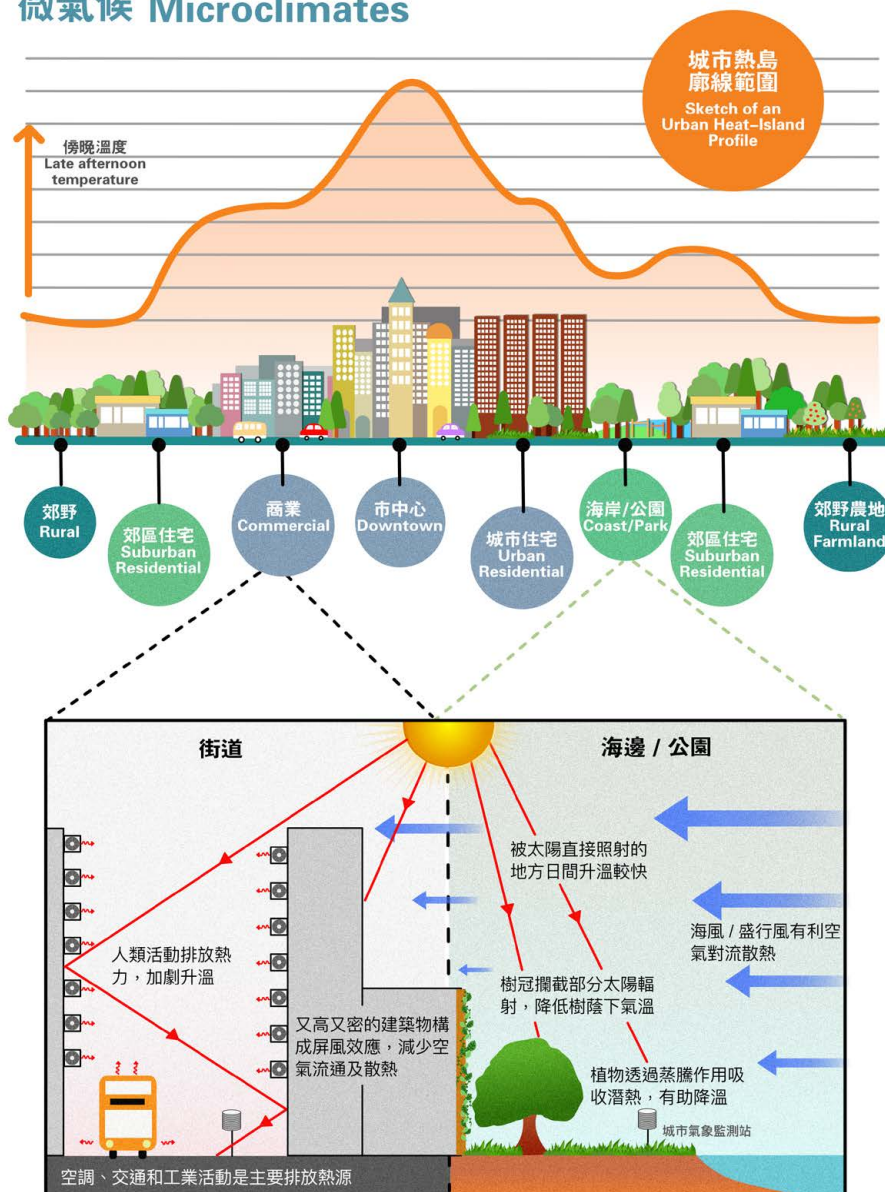 微氣候 Microclimates
城市熱島
廓線範圍
Sketch of an
Urban Heat-Island
Profile
傍晚溫度
Late afternoon
temperature
郊野
Rural
郊區住宅
Suburban
Residential
商業
Commercial
市中心
Downtown
城市住宅
Urban
Residential
海岸/公園
Coast/Park
郊區住宅
Suburban
Residential
郊野農地
Rural
Farmland
街道
海邊 / 公園
被太陽直接照射的
地方日間升溫較快
海風 / 盛行風有利空
氣對流散熱
人類活動排放熱
力，加劇升溫
樹冠攔截部分太陽輻
射，降低樹蔭下氣溫
又高又密的建築物構
成屏風效應，減少空
氣流通及散熱
植物透過蒸騰作用吸
收潛熱，有助降溫
城市氣象監測站
空調、交通和工業活動是主要排放熱源